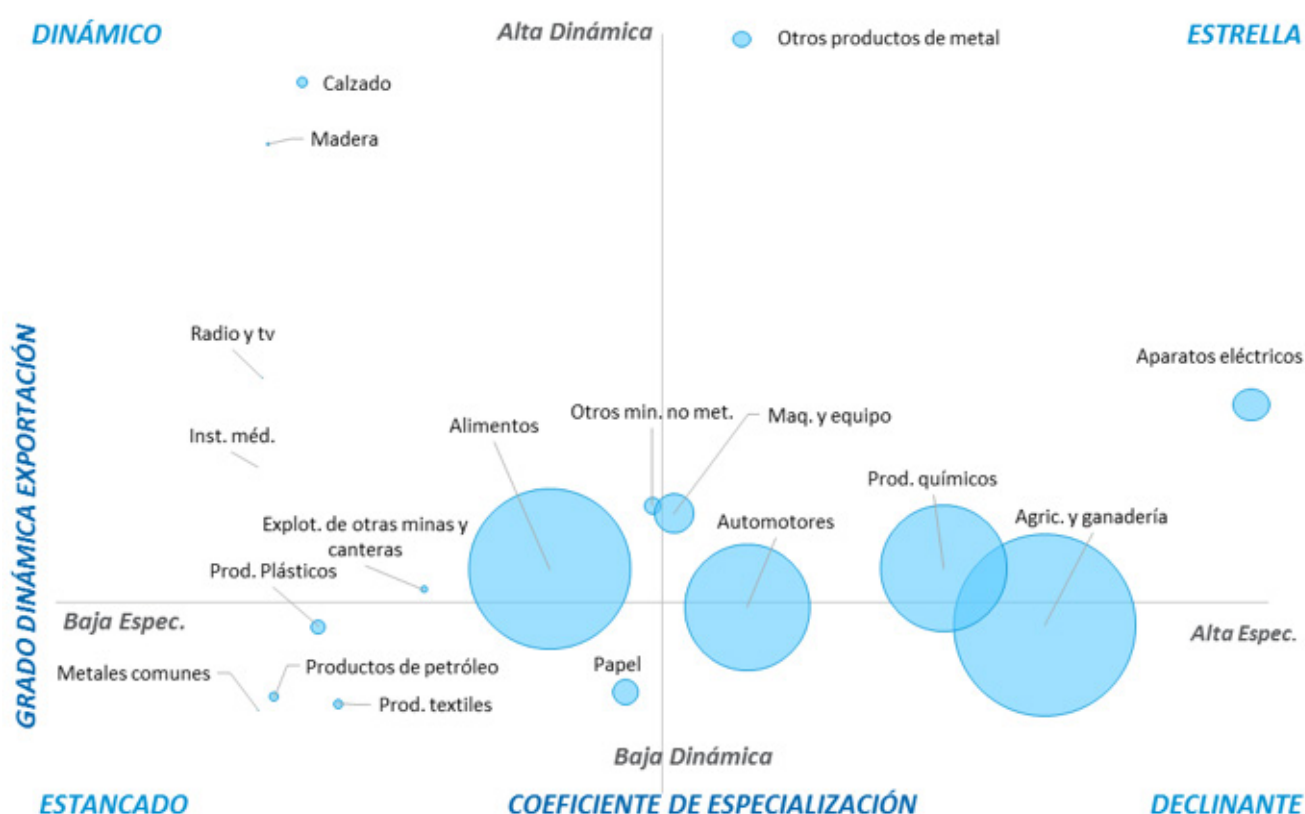 DINÁMICO
Alta Dinámica
Otros productos de metal
ESTRELLA
Calzado
Madera
Radio y tv
Aparatos eléctricos
Inst. méd.
Alimentos
Otros min. no met.
Maq. y equipo
Prod. químicos
Agric. y ganadería
Automotores
Explot. de otras minas y
canteras
Prod. Plásticos
GRADO DINÁMICA EXPORTACIÓN
Baja Espec.
Alta Espec.
Metales comunes
Productos de petróleo
Prod. textiles
Papel
Baja Dinámica
ESTANCADO
COEFICIENTE DE ESPECIALIZACIÓN
DECLINANTE